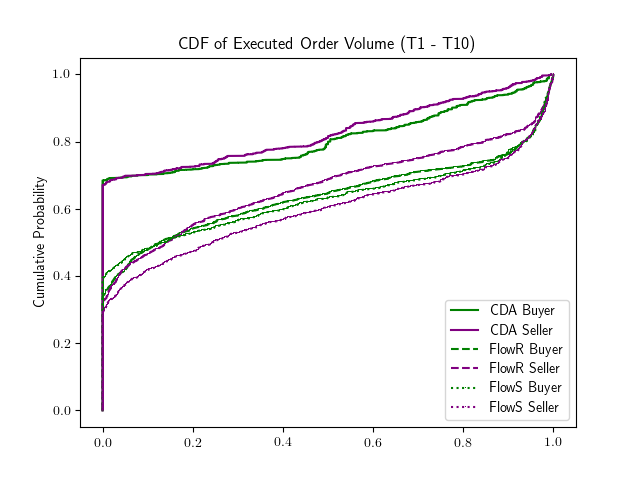 CDF of Executed Order Volume (T1 - T10)
Cumulative Probability
1.0
0.8
0.6
0.4
0.2
0.0
0.0 0.2 0.4 0.6 0.8 1.0
CDA Buyer
CDA Seller
FlowR Buyer
FlowR Seller
FlowS Buyer
FlowS Seller